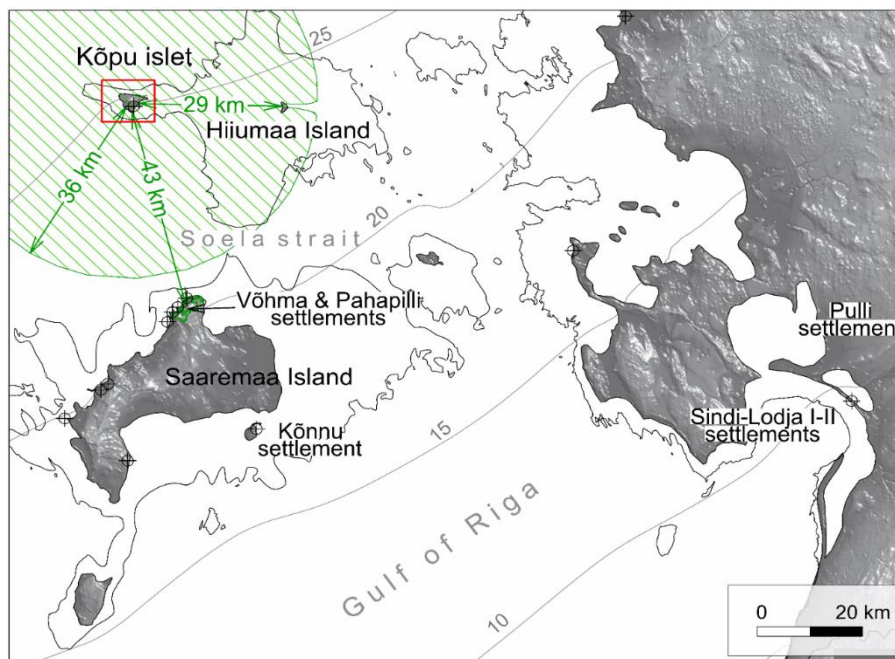 25
Kõpu islet
29 km
Hiiumaa Island
36 km
43 km
20
Soela strait
Võhma & Pahapilli
settlements
Pulli
settlement
Saaremaa Island
15
Sindi-Lodja I-II
settlements
Kõnnu
settlement
Gulf of Riga
10
0 20 km